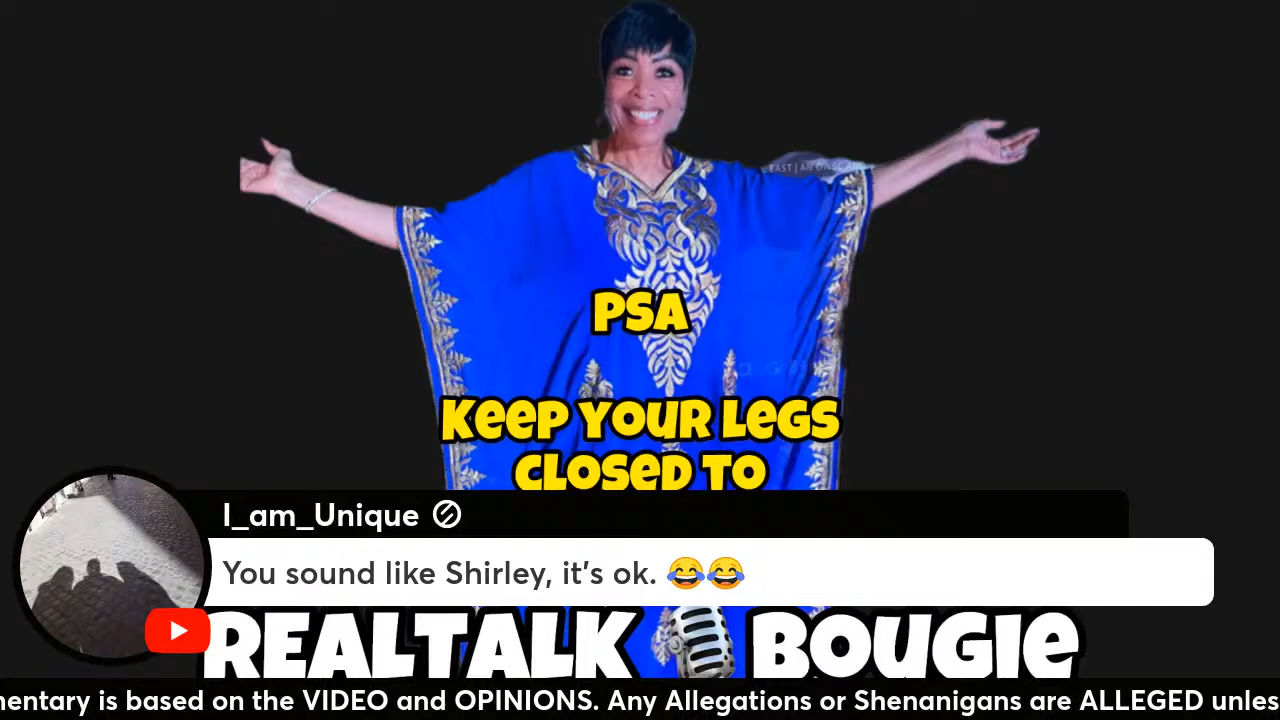 PSA
Keep Your Legs
Closed To
I_am_Unique
You sound like Shirley, it's ok. 😂😂
REALTALK BOUGIE
mentary is based on the VIDEO and OPINIONS. Any Allegations or Shenanigans are ALLEGED unles